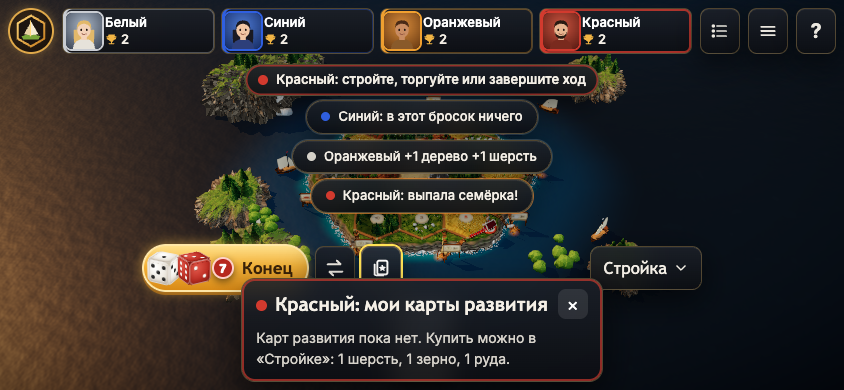 Белый
2
Синий
2
Оранжевый
2
Красный
2
?
Красный: стройте, торгуйте или завершите ход
Синий: в этот бросок ничего
Оранжевый +1 дерево +1 шерсть
Красный: выпала семёрка!
7 Конец
Стройка
Красный: мои карты развития
Карт развития пока нет. Купить можно в
«Стройке»: 1 шерсть, 1 зерно, 1 руда.